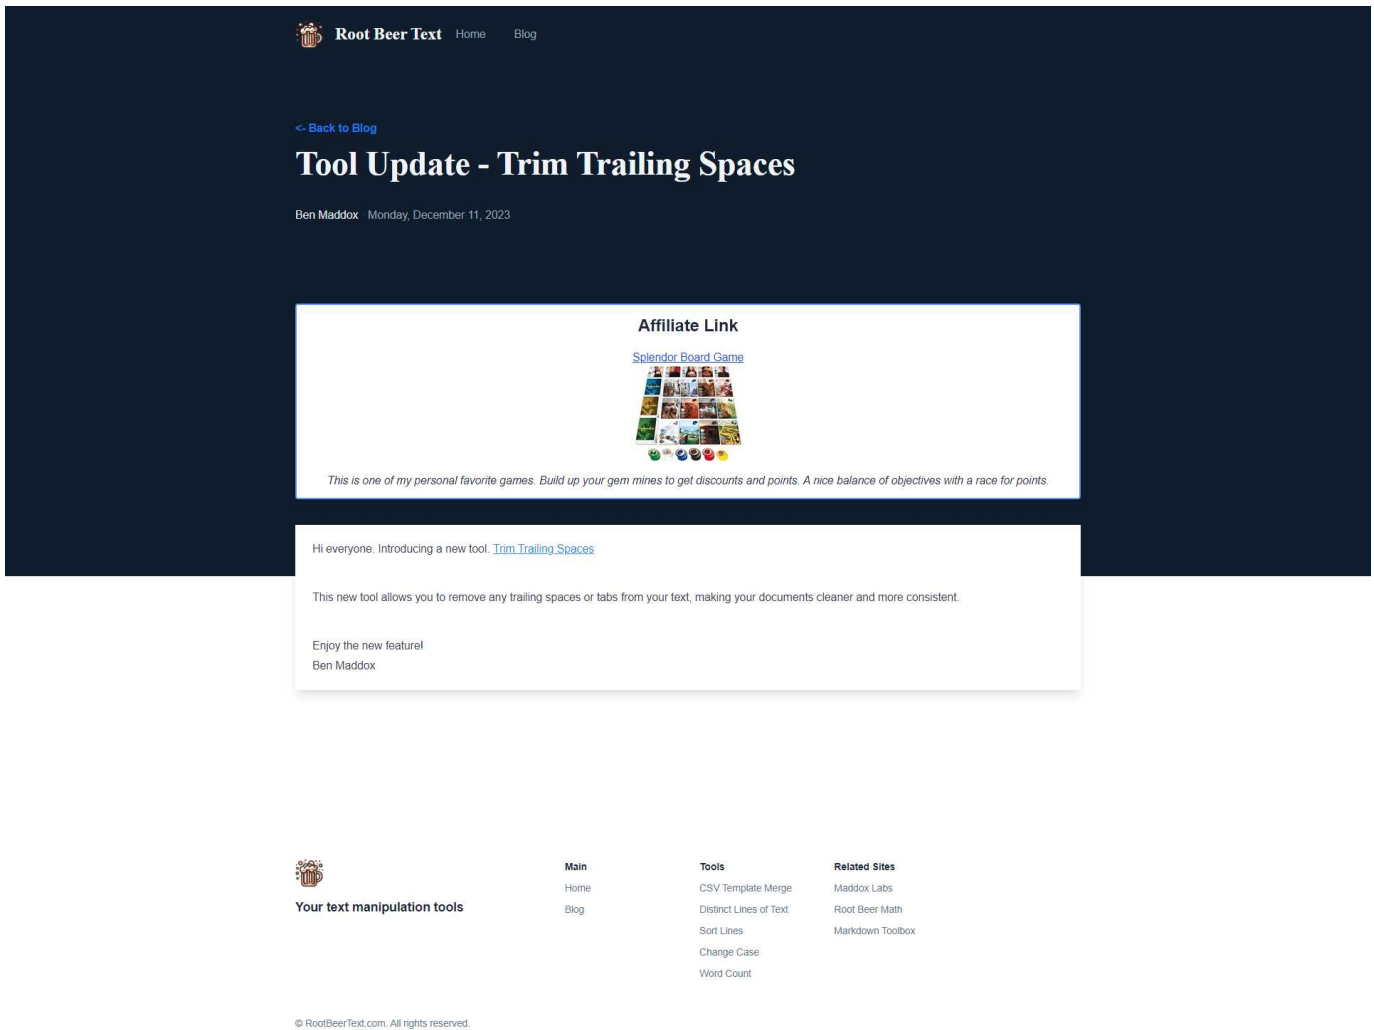 Root Beer Text Home Blog
<- Back to Blog
Tool Update - Trim Trailing Spaces
Ben Maddox Monday, December 11, 2023
Affiliate Link
Splendor Board Game
This is one of my personal favorite games. Build up your gem mines to get discounts and points. A nice balance of objectives with a race for points.
Hi everyone. Introducing a new tool. Trim Trailing Spaces
This new tool allows you to remove any trailing spaces or tabs from your text, making your documents cleaner and more consistent.
Enjoy the new feature!
Ben Maddox
Your text manipulation tools
Main
Home
Blog
Tools
CSV Template Merge
Distinct Lines of Text
Sort Lines
Change Case
Word Count
Related Sites
Maddox Labs
Root Beer Math
Markdown Toolbox
© RootBeerText.com. All rights reserved.